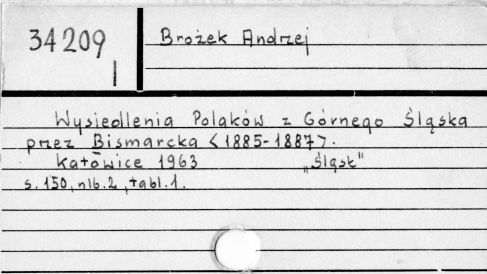 34209 Brożek Andrzej
I
Wysiedlenia Polaków z Górnego Śląska
przez Bismarcka <1885-1887>.
Katowice 1963 „Śląsk"
s. 150, nlb. 2, tabl. 1.